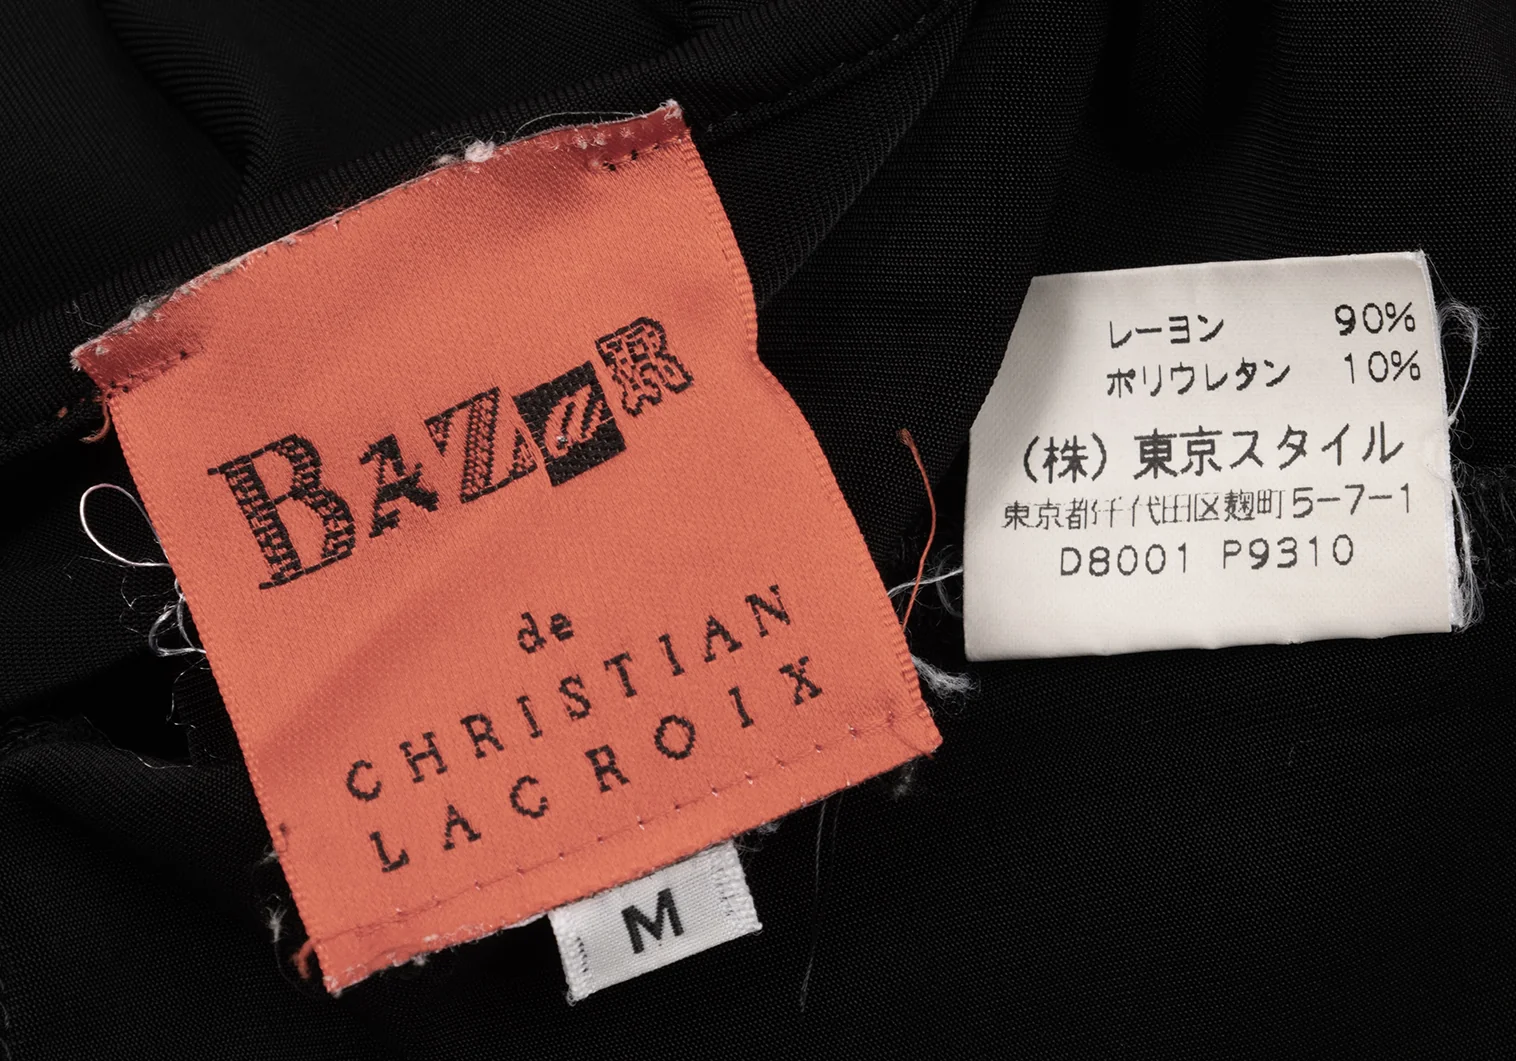 BAZaR
de
CHRISTIAN
LACROIX
M
レーヨン 90%
ポリウレタン 10%
(株)東京スタイル
東京都千代田区麹町5-7-1
D8001 P9310